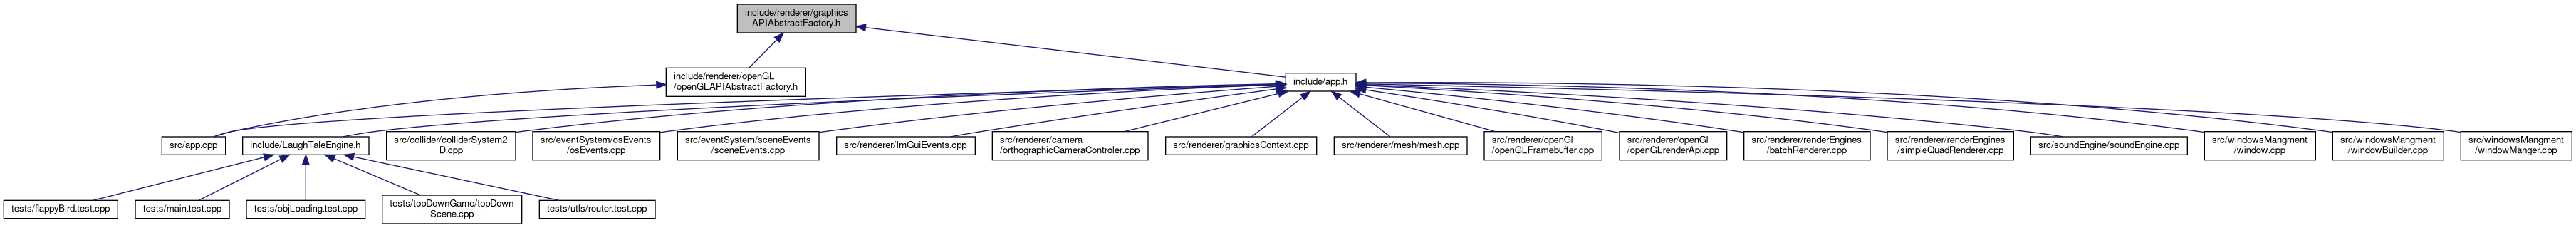 include/renderer/graphics
APIAbstractFactory.h
include/renderer/openGL
/openGLAPIAbstractFactory.h
include/app.h
src/app.cpp
include/LaughTaleEngine.h
src/collider/colliderSystem2
D.cpp
src/eventSystem/osEvents
/osEvents.cpp
src/eventSystem/sceneEvents
/sceneEvents.cpp
src/renderer/ImGuiEvents.cpp
src/renderer/camera
/orthographicCameraControler.cpp
src/renderer/graphicsContext.cpp
src/renderer/mesh/mesh.cpp
src/renderer/openGl
/openGLFramebuffer.cpp
src/renderer/openGl
/openGLrenderApi.cpp
src/renderer/renderEngines
/batchRenderer.cpp
src/renderer/renderEngines
/simpleQuadRenderer.cpp
src/soundEngine/soundEngine.cpp
src/windowsMangment
/window.cpp
src/windowsMangment
/windowBuilder.cpp
src/windowsMangment
/windowManger.cpp
tests/flappyBird.test.cpp
tests/main.test.cpp
tests/objLoading.test.cpp
tests/topDownGame/topDown
Scene.cpp
tests/utls/router.test.cpp